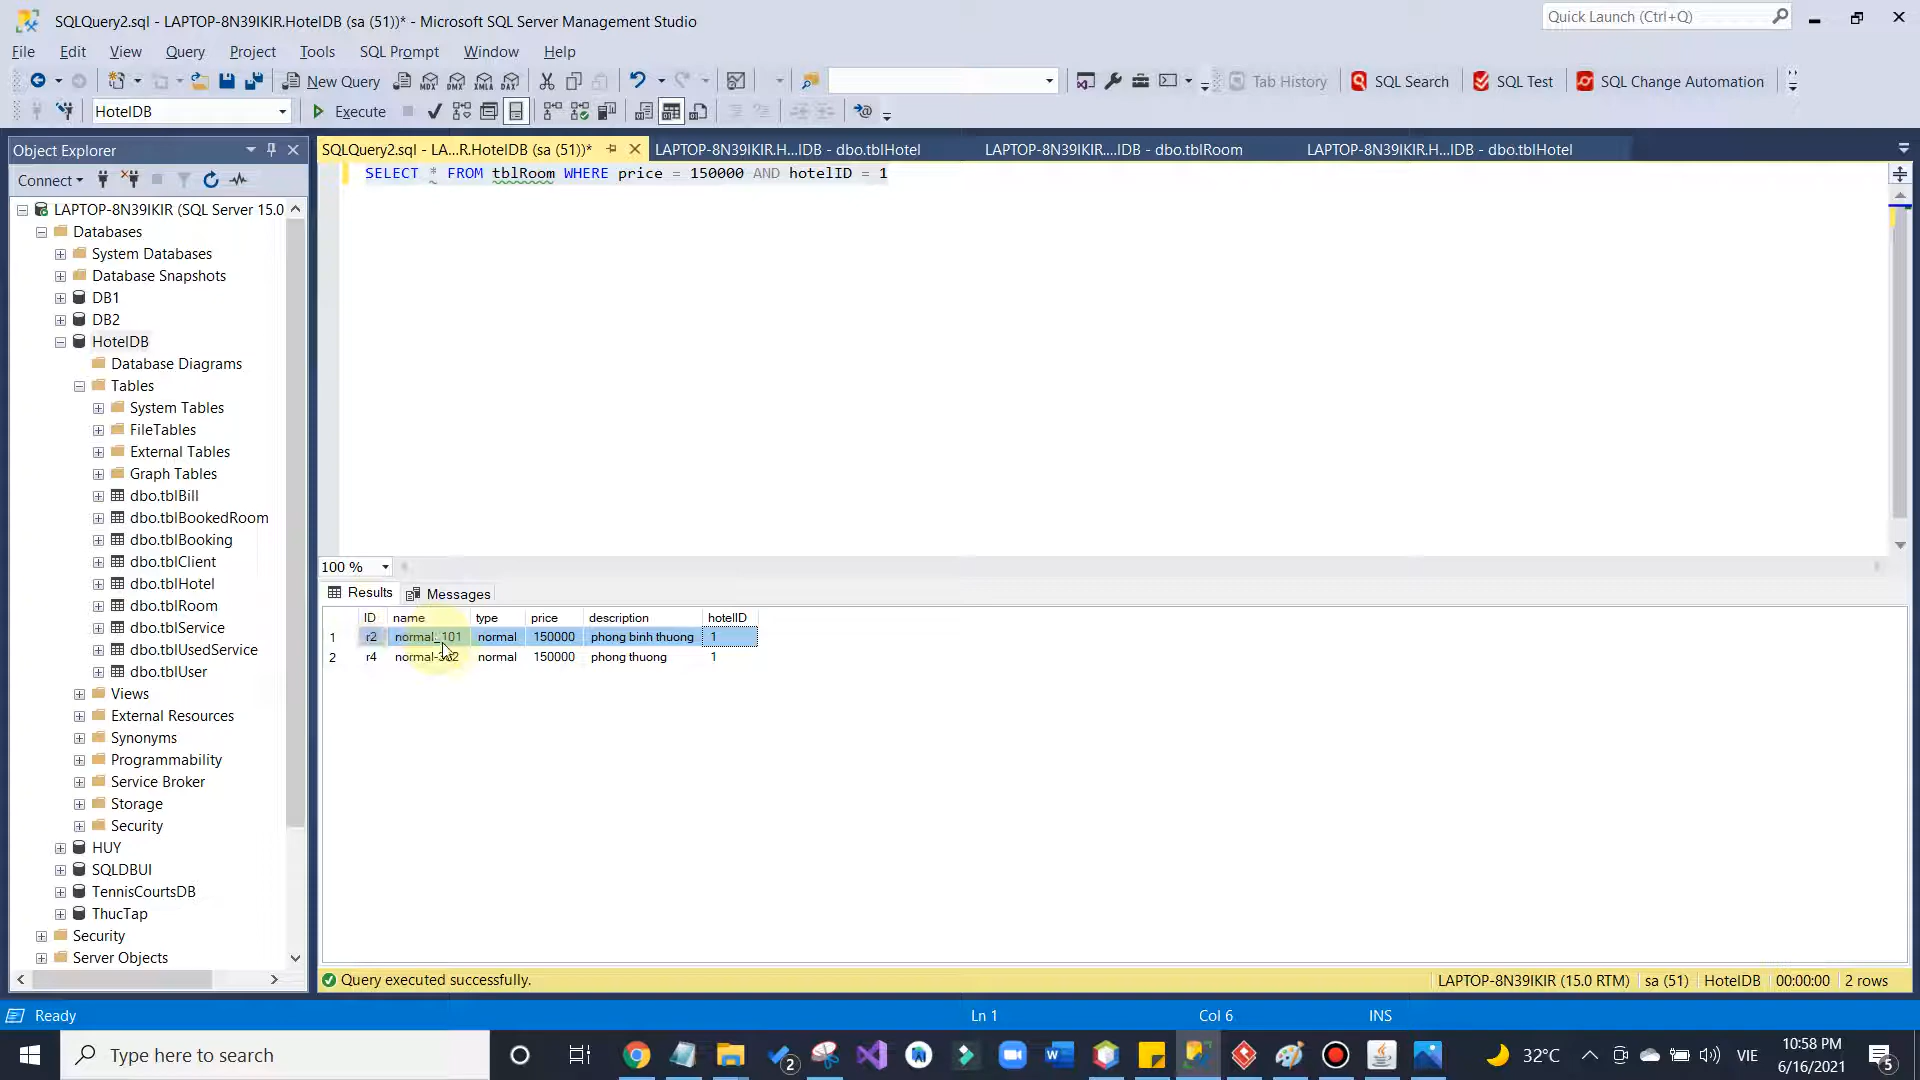 SQLQuery2.sql - LAPTOP-8N39IKIR.HotelDB (sa (51))* - Microsoft SQL Server Management Studio
Quick Launch (Ctrl+Q)
File Edit View Query Project Tools SQL Prompt Window Help
New Query
MDX DMX XMLA DAX
Tab History SQL Search SQL Test SQL Change Automation
HotelDB Execute
Object Explorer
Connect
LAPTOP-8N39IKIR (SQL Server 15.0
Databases
System Databases
Database Snapshots
DB1
DB2
HotelDB
Database Diagrams
Tables
System Tables
FileTables
External Tables
Graph Tables
dbo.tblBill
dbo.tblBookedRoom
dbo.tblBooking
dbo.tblClient
dbo.tblHotel
dbo.tblRoom
dbo.tblService
dbo.tblUsedService
dbo.tblUser
Views
External Resources
Synonyms
Programmability
Service Broker
Storage
Security
HUY
SQLDBUI
TennisCourtsDB
ThucTap
Security
Server Objects
SQLQuery2.sql - LA...R.HotelDB (sa (51))* LAPTOP-8N39IKIR.H...IDB - dbo.tblHotel LAPTOP-8N39IKIR....IDB - dbo.tblRoom LAPTOP-8N39IKIR.H...IDB - dbo.tblHotel
SELECT * FROM tblRoom WHERE price = 150000 AND hotelID = 1
100 %
Results Messages
ID name type price description hotelID
1 r2 normal-101 normal 150000 phong binh thuong 1
2 r4 normal 150000 phong thuong 1
Query executed successfully. LAPTOP-8N39IKIR (15.0 RTM) sa (51) HotelDB 00:00:00 2 rows
Ready Ln 1 Col 6 INS
Type here to search
2
32°C VIE
10:58 PM
6/16/2021
5